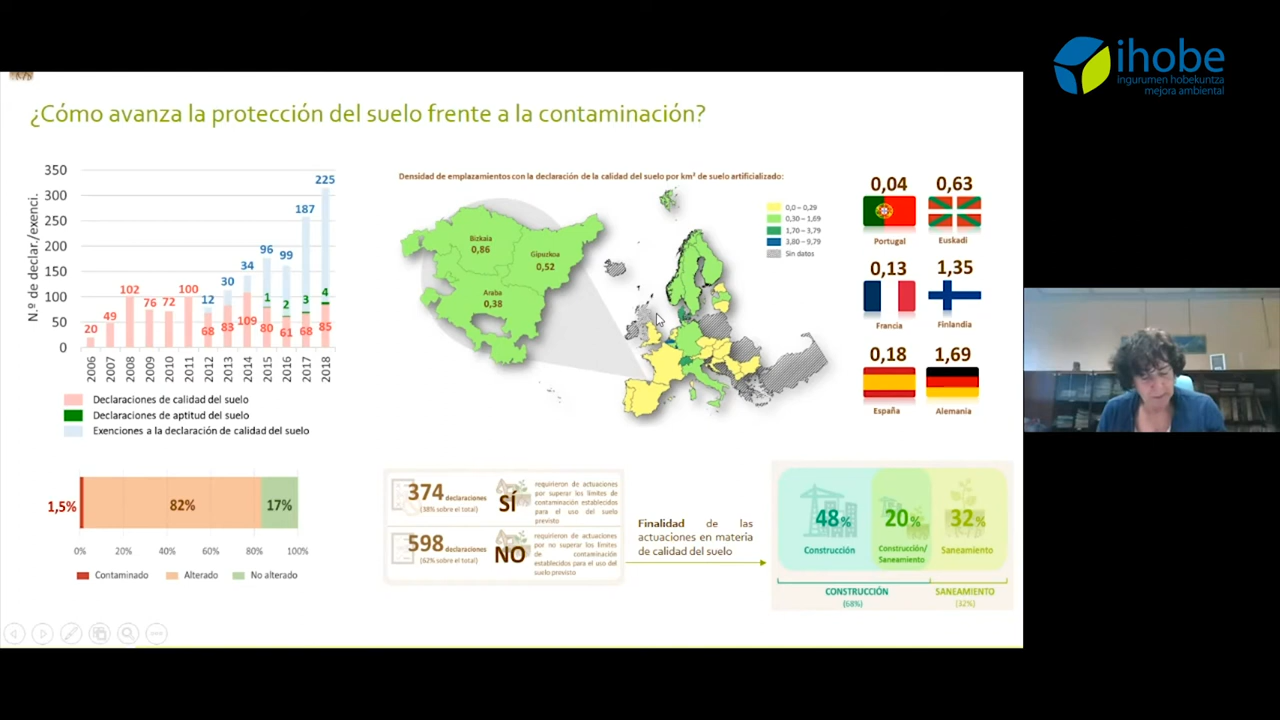 ihobe
ingurumen hobekuntza
mejora ambiental
¿Cómo avanza la protección del suelo frente a la contaminación?
N.º de declar./exenci.
350
300
250
200
150
100
50
0
20
49
102
76
72
100
12
68
30
83
34
109
96
1
80
99
2
61
187
3
68
225
4
85
2006
2007
2008
2009
2010
2011
2012
2013
2014
2015
2016
2017
2018
Declaraciones de calidad del suelo
Declaraciones de aptitud del suelo
Exenciones a la declaración de calidad del suelo
Densidad de emplazamientos con la declaración de la calidad del suelo por km² de suelo artificializado:
Bizkaia
0,86
Gipuzkoa
0,52
Araba
0,38
0,0 – 0,29
0,30 – 1,69
1,70 – 3,79
3,80 – 9,79
Sin datos
0,04
Portugal
0,63
Euskadi
0,13
Francia
1,35
Finlandia
0,18
España
1,69
Alemania
1,5%
82%
17%
0%
20%
40%
60%
80%
100%
Contaminado
Alterado
No alterado
374 declaraciones
(38% sobre el total)
SÍ
requirieron de actuaciones
por superar los límites de
contaminación establecidos
para el uso del suelo
previsto
598 declaraciones
(62% sobre el total)
NO
requirieron de actuaciones
por no superar los límites
de contaminación
establecidos para el uso del
suelo previsto
Finalidad de las
actuaciones en materia
de calidad del suelo
48%
Construcción
20%
Construcción/
Saneamiento
32%
Saneamiento
CONSTRUCCIÓN
(68%)
SANEAMIENTO
(32%)